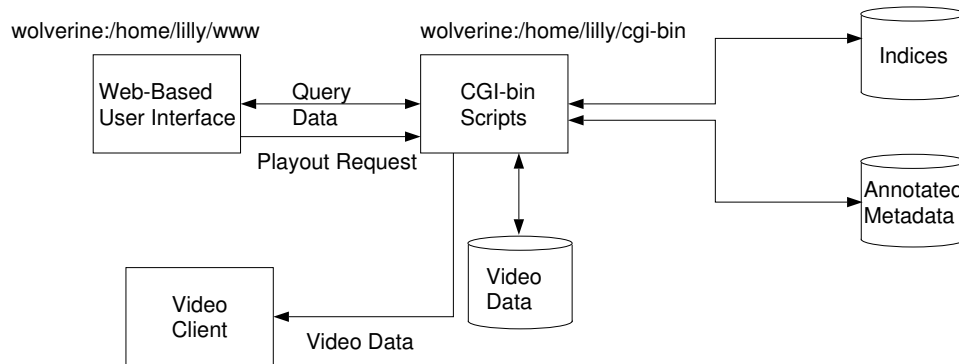 wolverine:/home/lilly/www
wolverine:/home/lilly/cgi-bin
Indices
Web-Based
User Interface
Query
Data
CGI-bin
Scripts
Playout Request
Annotated
Metadata
Video
Data
Video
Client
Video Data